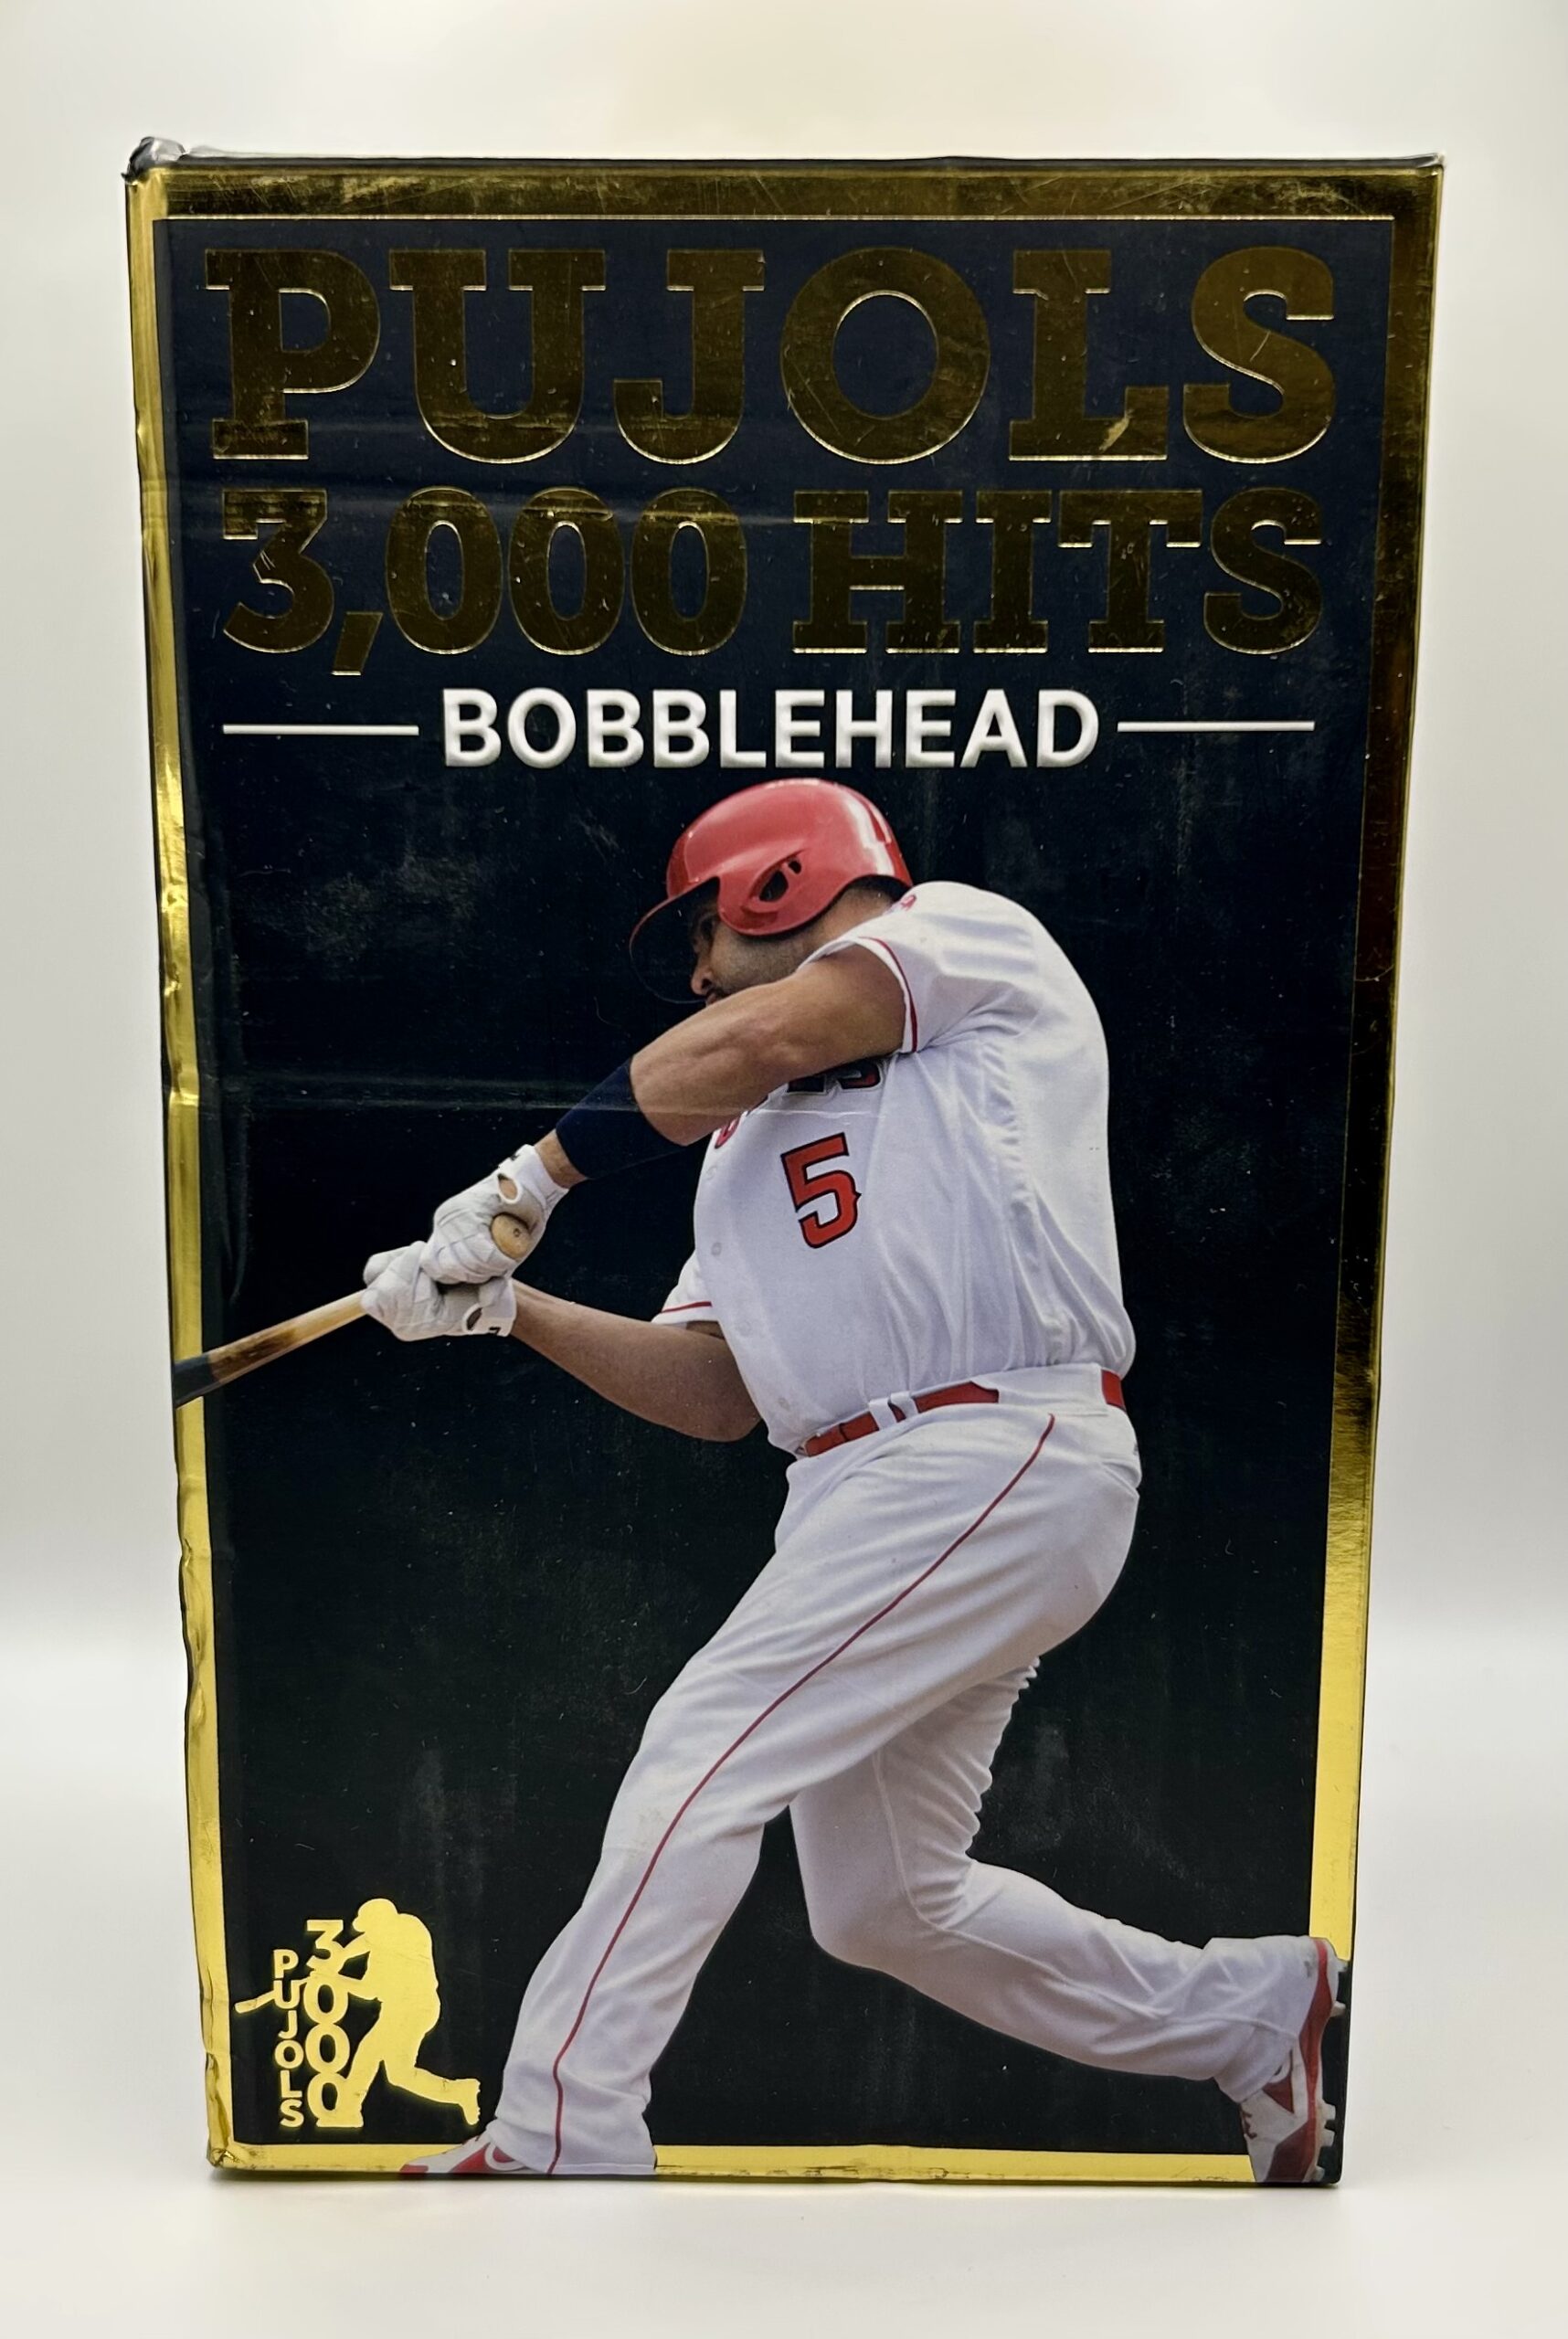 PUJOLS
3,000 HITS
BOBBLEHEAD
5
PUJOLS
3000